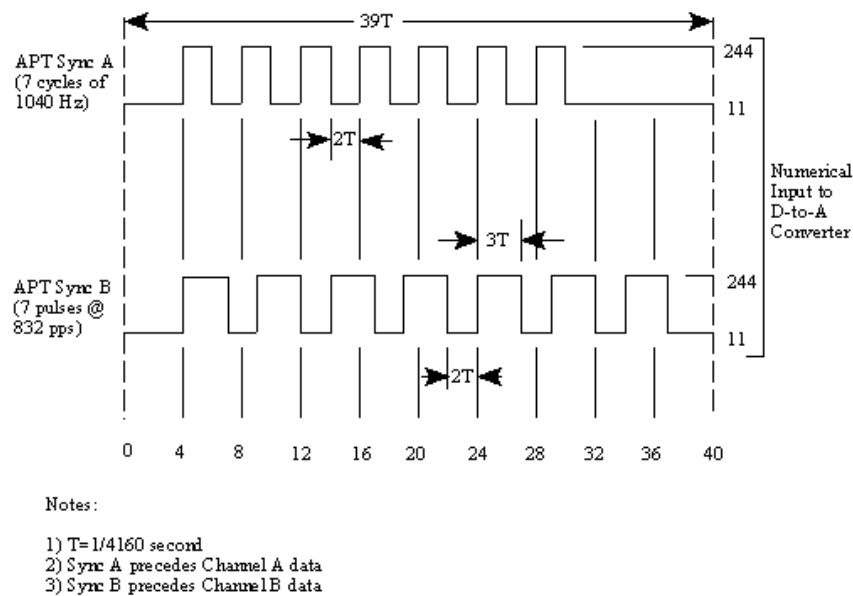 39T
APT Sync A
(7 cycles of
1040 Hz)
244
11
2T
Numerical
Input to
D-to-A
Converter
3T
APT Sync B
(7 pulses @
832 pps)
244
11
2T
0 4 8 12 16 20 24 28 32 36 40
Notes:
1) T=1/4160 second
2) Sync A precedes Channel A data
3) Sync B precedes Channel B data